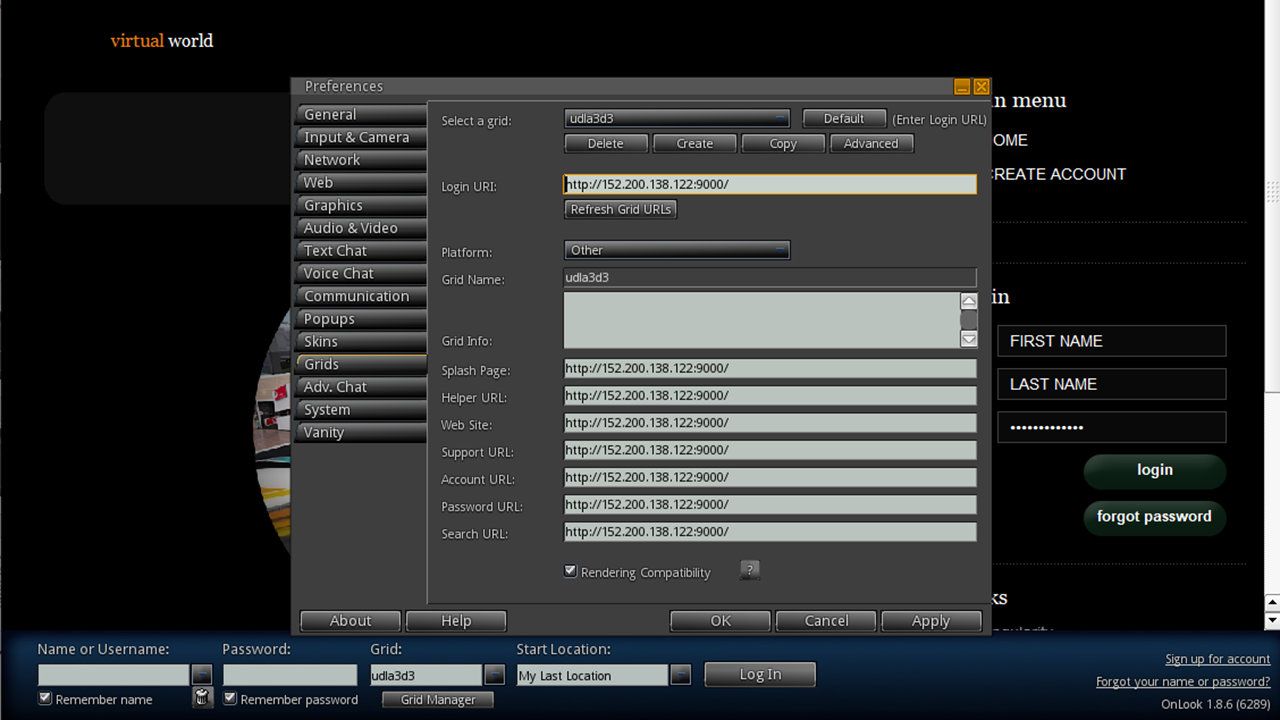 virtual world
Preferences
General
Input & Camera
Network
Web
Graphics
Audio & Video
Text Chat
Voice Chat
Communication
Popups
Skins
Grids
Adv. Chat
System
Vanity
Select a grid:
udla3d3
Default
(Enter Login URL)
Delete
Create
Copy
Advanced
Login URI:
http://152.200.138.122:9000/
Refresh Grid URLs
Platform:
Other
Grid Name:
udla3d3
Grid Info:
Splash Page:
http://152.200.138.122:9000/
Helper URL:
http://152.200.138.122:9000/
Web Site:
http://152.200.138.122:9000/
Support URL:
http://152.200.138.122:9000/
Account URL:
http://152.200.138.122:9000/
Password URL:
http://152.200.138.122:9000/
Search URL:
http://152.200.138.122:9000/
Rendering Compatibility
?
About
Help
OK
Cancel
Apply
n menu
OME
REATE ACCOUNT
in
FIRST NAME
LAST NAME
•••••••••••••
login
forgot password
ks
Name or Username:
Password:
Grid:
Start Location:
udla3d3
My Last Location
Log In
Remember name
Remember password
Grid Manager
Sign up for account
Forgot your name or password?
OnLook 1.8.6 (6289)